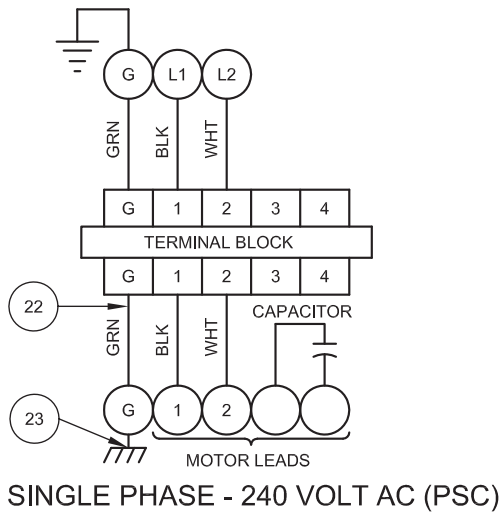 G L1 L2
GRN BLK WHT
G 1 2 3 4
TERMINAL BLOCK
G 1 2 3 4
22
CAPACITOR
GRN BLK WHT
23
G 1 2
MOTOR LEADS
SINGLE PHASE - 240 VOLT AC (PSC)